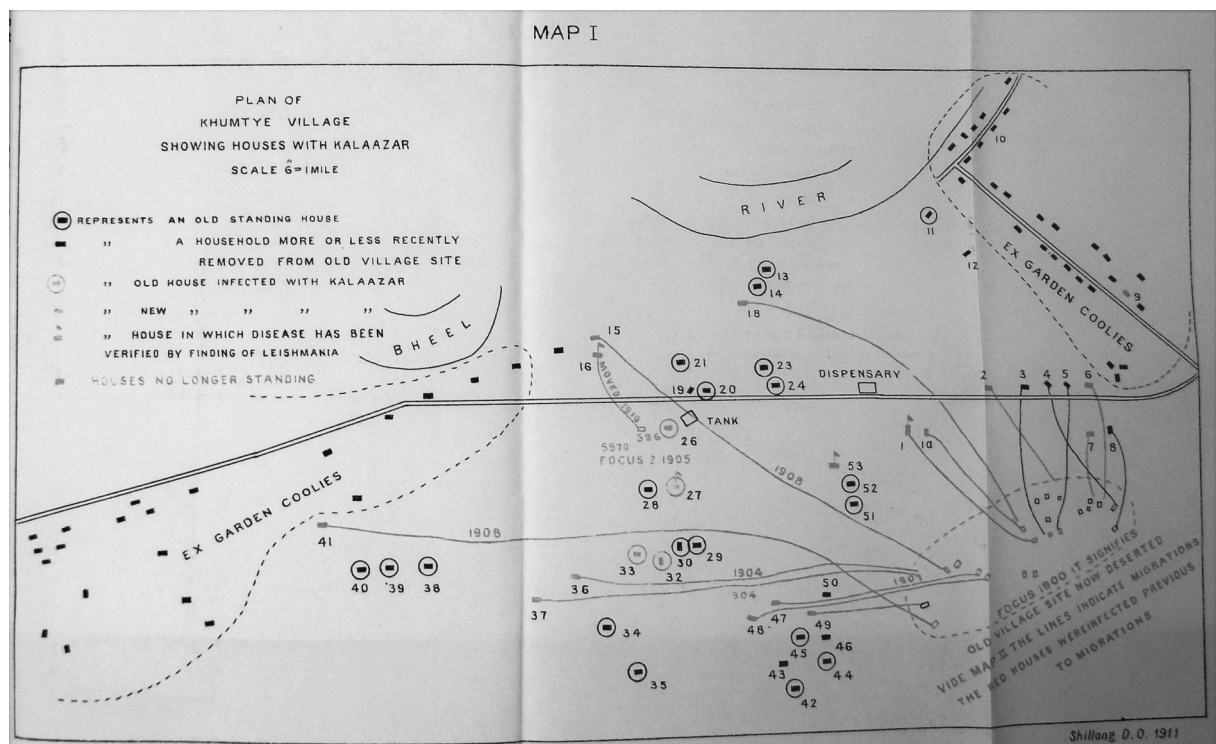 MAP I
PLAN OF
KHUMTYE VILLAGE
SHOWING HOUSES WITH KALAAZAR
SCALE 6"=1MILE
REPRESENTS AN OLD STANDING HOUSE
" A HOUSEHOLD MORE OR LESS RECENTLY
REMOVED FROM OLD VILLAGE SITE
" OLD HOUSE INFECTED WITH KALAAZAR
" NEW " " " "
" HOUSE IN WHICH DISEASE HAS BEEN
VERIFIED BY FINDING OF LEISHMANIA
HOUSES NO LONGER STANDING
BHEEL
RIVER
10
11
12
EX GARDEN COOLIES
9
13
14
18
15
16
MOVED 1919
21
19
20
23
24
DISPENSARY
2
3
4
5
6
TANK
596
26
5970
FOCUS 2 1905
1
1a
7
8
1908
53
52
51
27
28
EX GARDEN COOLIES
41
1908
40
39
38
33
32
30
29
36
1904
37
904
50
1907
47
48
49
34
35
45
46
43
44
42
FOCUS 1800 IT SIGNIFIES
OLD VILLAGE SITE NOW DESERTED
VIDE MAP II THE LINES INDICATE MIGRATIONS
THE RED HOUSES WERE INFECTED PREVIOUS
TO MIGRATIONS
Shillong D.O. 1911